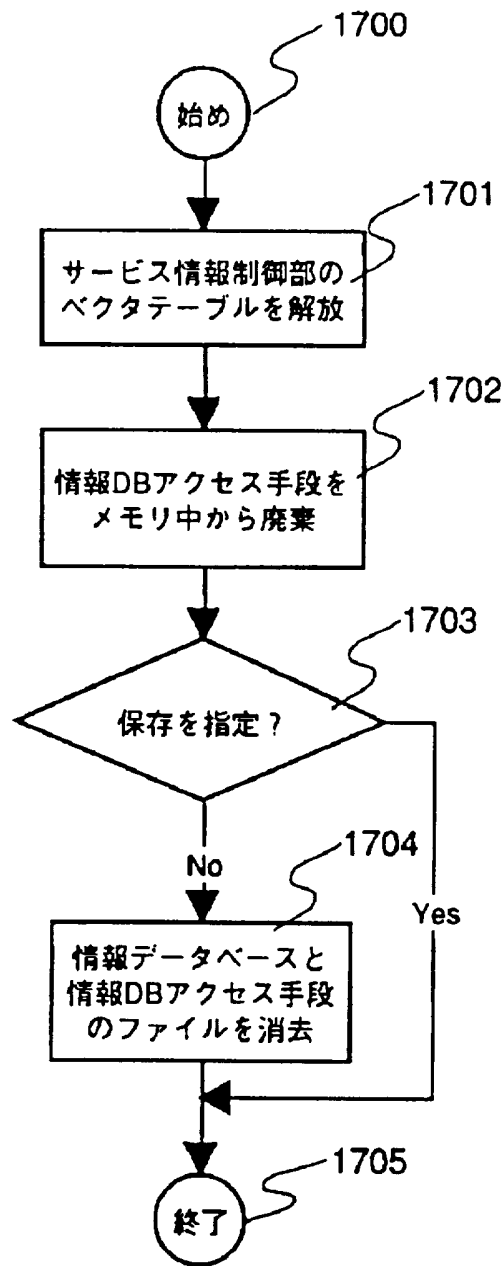 1700
始め
1701
サービス情報制御部の
ベクタテーブルを解放
1702
情報DBアクセス手段を
メモリ中から廃棄
1703
保存を指定?
No
Yes
1704
情報データベースと
情報DBアクセス手段
のファイルを消去
1705
終了